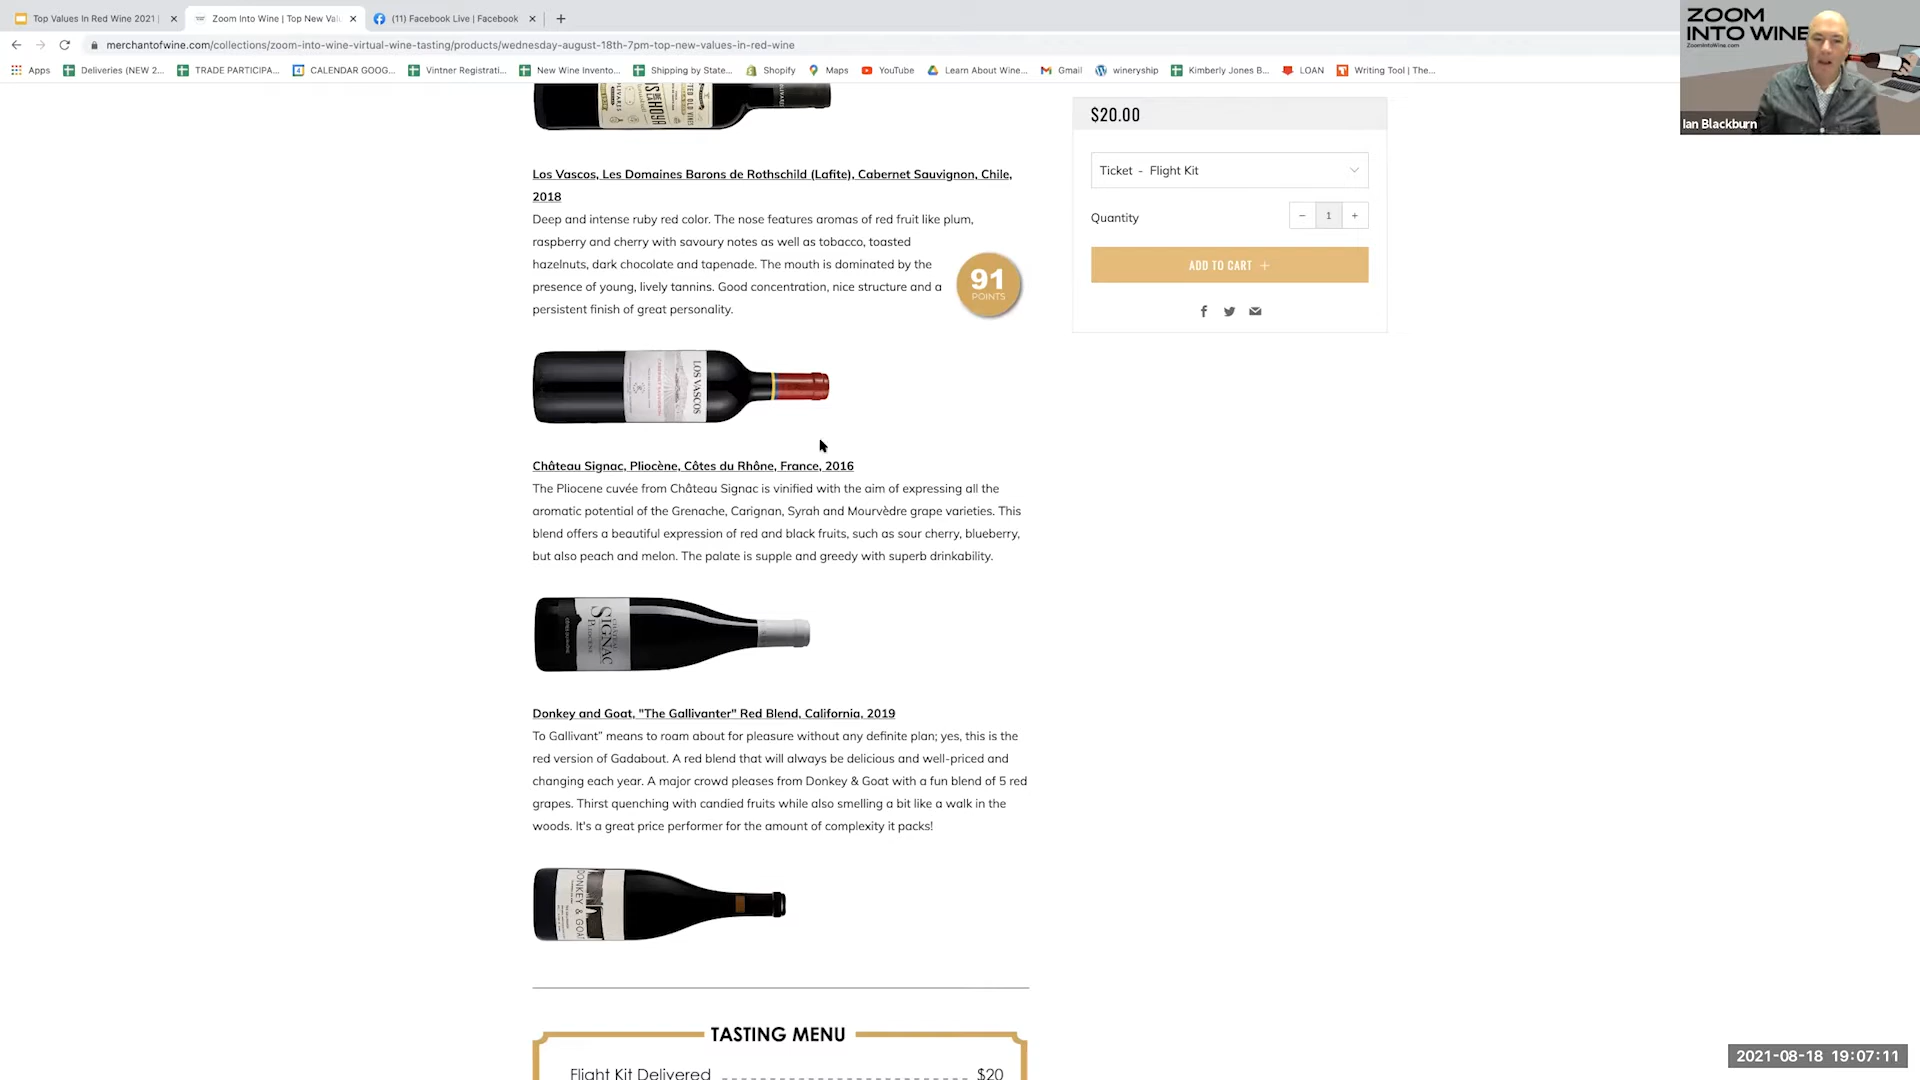 Top Values In Red Wine 2021 |
Zoom Into Wine | Top New Val
(11) Facebook Live | Facebook
merchantofwine.com/collections/zoom-into-wine-virtual-wine-tasting/products/wednesday-august-18th-7pm-top-new-values-in-red-wine
Apps
Deliveries (NEW 2...
TRADE PARTICIPA...
CALENDAR GOOG...
Vintner Registrati...
New Wine Invento...
Shipping by State...
Shopify
Maps
YouTube
Learn About Wine...
Gmail
wineryship
Kimberly Jones B...
LOAN
Writing Tool | The...
ZOOM
INTO WINE
ZoomIntoWine.com
Ian Blackburn
$20.00
Ticket - Flight Kit
Quantity
− 1 +
ADD TO CART +
Los Vascos, Les Domaines Barons de Rothschild (Lafite), Cabernet Sauvignon, Chile,
2018
Deep and intense ruby red color. The nose features aromas of red fruit like plum,
raspberry and cherry with savoury notes as well as tobacco, toasted
hazelnuts, dark chocolate and tapenade. The mouth is dominated by the
presence of young, lively tannins. Good concentration, nice structure and a
persistent finish of great personality.
91
POINTS
LOS VASCOS
CABERNET SAUVIGNON
Château Signac, Pliocène, Côtes du Rhône, France, 2016
The Pliocene cuvée from Château Signac is vinified with the aim of expressing all the
aromatic potential of the Grenache, Carignan, Syrah and Mourvèdre grape varieties. This
blend offers a beautiful expression of red and black fruits, such as sour cherry, blueberry,
but also peach and melon. The palate is supple and greedy with superb drinkability.
CHÂTEAU
SIGNAC
Donkey and Goat, "The Gallivanter" Red Blend, California, 2019
To Gallivant” means to roam about for pleasure without any definite plan; yes, this is the
red version of Gadabout. A red blend that will always be delicious and well-priced and
changing each year. A major crowd pleases from Donkey & Goat with a fun blend of 5 red
grapes. Thirst quenching with candied fruits while also smelling a bit like a walk in the
woods. It's a great price performer for the amount of complexity it packs!
DONKEY & GOAT
TASTING MENU
Flight Kit Delivered $20
2021-08-18 19:07:11